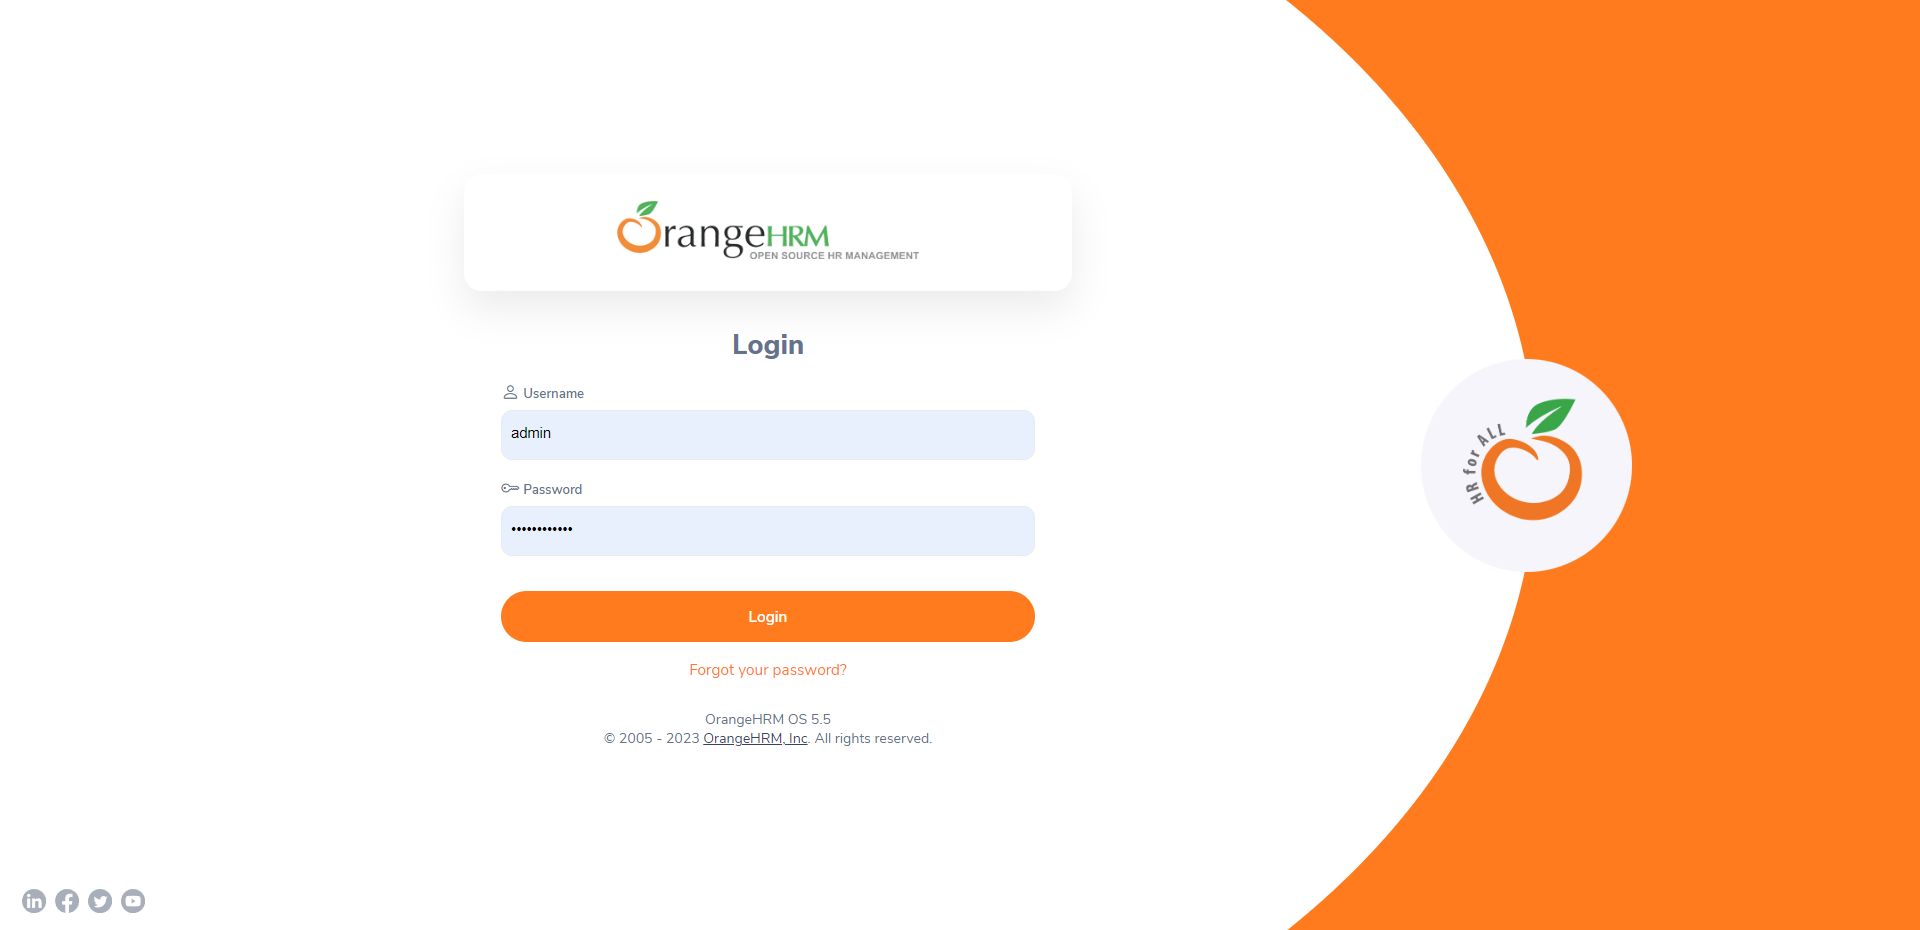 OrangeHRM
OPEN SOURCE HR MANAGEMENT
Login
Username
admin
Password
••••••••••••
Login
Forgot your password?
OrangeHRM OS 5.5
© 2005 - 2023 OrangeHRM, Inc. All rights reserved.
HR for ALL